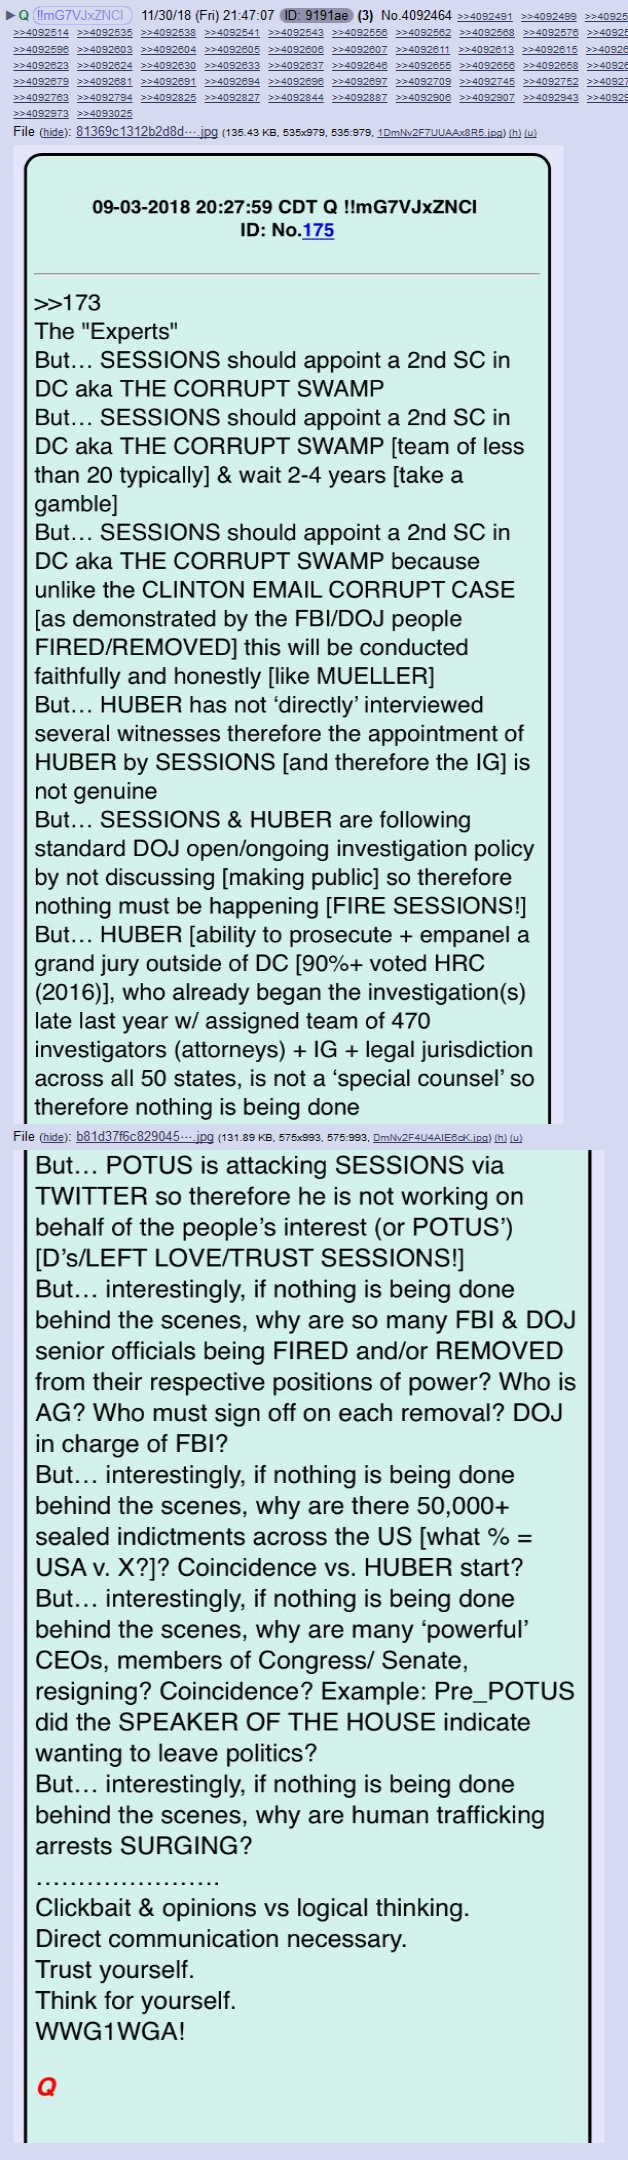 ▶ Q !!mG7VJxZNCI 11/30/18 (Fri) 21:47:07 ID: 9191ae (3) No.4092464 >>4092491 >>4092499
>>4092514 >>4092535 >>4092538 >>4092541 >>4092543 >>4092556 >>4092562 >>4092568 >>4092576
>>4092596 >>4092603 >>4092604 >>4092605 >>4092606 >>4092607 >>4092611 >>4092613 >>4092615
>>4092623 >>4092624 >>4092630 >>4092633 >>4092637 >>4092646 >>4092655 >>4092656 >>4092658
>>4092679 >>4092681 >>4092691 >>4092694 >>4092696 >>4092697 >>4092709 >>4092745 >>4092752
>>4092763 >>4092794 >>4092825 >>4092827 >>4092844 >>4092887 >>4092906 >>4092907 >>4092943
>>4092973 >>4093025
File (hide): 81369c1312b2d8d⋯.jpg (135.43 KB, 535x979, 535:979, 1DmNv2F7UUAAx8R5.jpg) (h) (u)
09-03-2018 20:27:59 CDT Q !!mG7VJxZNCI
ID: No.175
>>173
The "Experts"
But… SESSIONS should appoint a 2nd SC in
DC aka THE CORRUPT SWAMP
But… SESSIONS should appoint a 2nd SC in
DC aka THE CORRUPT SWAMP [team of less
than 20 typically] & wait 2-4 years [take a
gamble]
But… SESSIONS should appoint a 2nd SC in
DC aka THE CORRUPT SWAMP because
unlike the CLINTON EMAIL CORRUPT CASE
[as demonstrated by the FBI/DOJ people
FIRED/REMOVED] this will be conducted
faithfully and honestly [like MUELLER]
But… HUBER has not ‘directly’ interviewed
several witnesses therefore the appointment of
HUBER by SESSIONS [and therefore the IG] is
not genuine
But… SESSIONS & HUBER are following
standard DOJ open/ongoing investigation policy
by not discussing [making public] so therefore
nothing must be happening [FIRE SESSIONS!]
But… HUBER [ability to prosecute + empanel a
grand jury outside of DC [90%+ voted HRC
(2016)], who already began the investigation(s)
late last year w/ assigned team of 470
investigators (attorneys) + IG + legal jurisdiction
across all 50 states, is not a ‘special counsel’ so
therefore nothing is being done
File (hide): b81d37f6c829045⋯.jpg (131.89 KB, 575x993, 575:993, DmNv2F4U4AIE6dK.jpg) (h) (u)
But… POTUS is attacking SESSIONS via
TWITTER so therefore he is not working on
behalf of the people’s interest (or POTUS’)
[D’s/LEFT LOVE/TRUST SESSIONS!]
But… interestingly, if nothing is being done
behind the scenes, why are so many FBI & DOJ
senior officials being FIRED and/or REMOVED
from their respective positions of power? Who is
AG? Who must sign off on each removal? DOJ
in charge of FBI?
But… interestingly, if nothing is being done
behind the scenes, why are there 50,000+
sealed indictments across the US [what % =
USA v. X?]? Coincidence vs. HUBER start?
But… interestingly, if nothing is being done
behind the scenes, why are many ‘powerful’
CEOs, members of Congress/ Senate,
resigning? Coincidence? Example: Pre_POTUS
did the SPEAKER OF THE HOUSE indicate
wanting to leave politics?
But… interestingly, if nothing is being done
behind the scenes, why are human trafficking
arrests SURGING?
…………………..
Clickbait & opinions vs logical thinking.
Direct communication necessary.
Trust yourself.
Think for yourself.
WWG1WGA!
Q